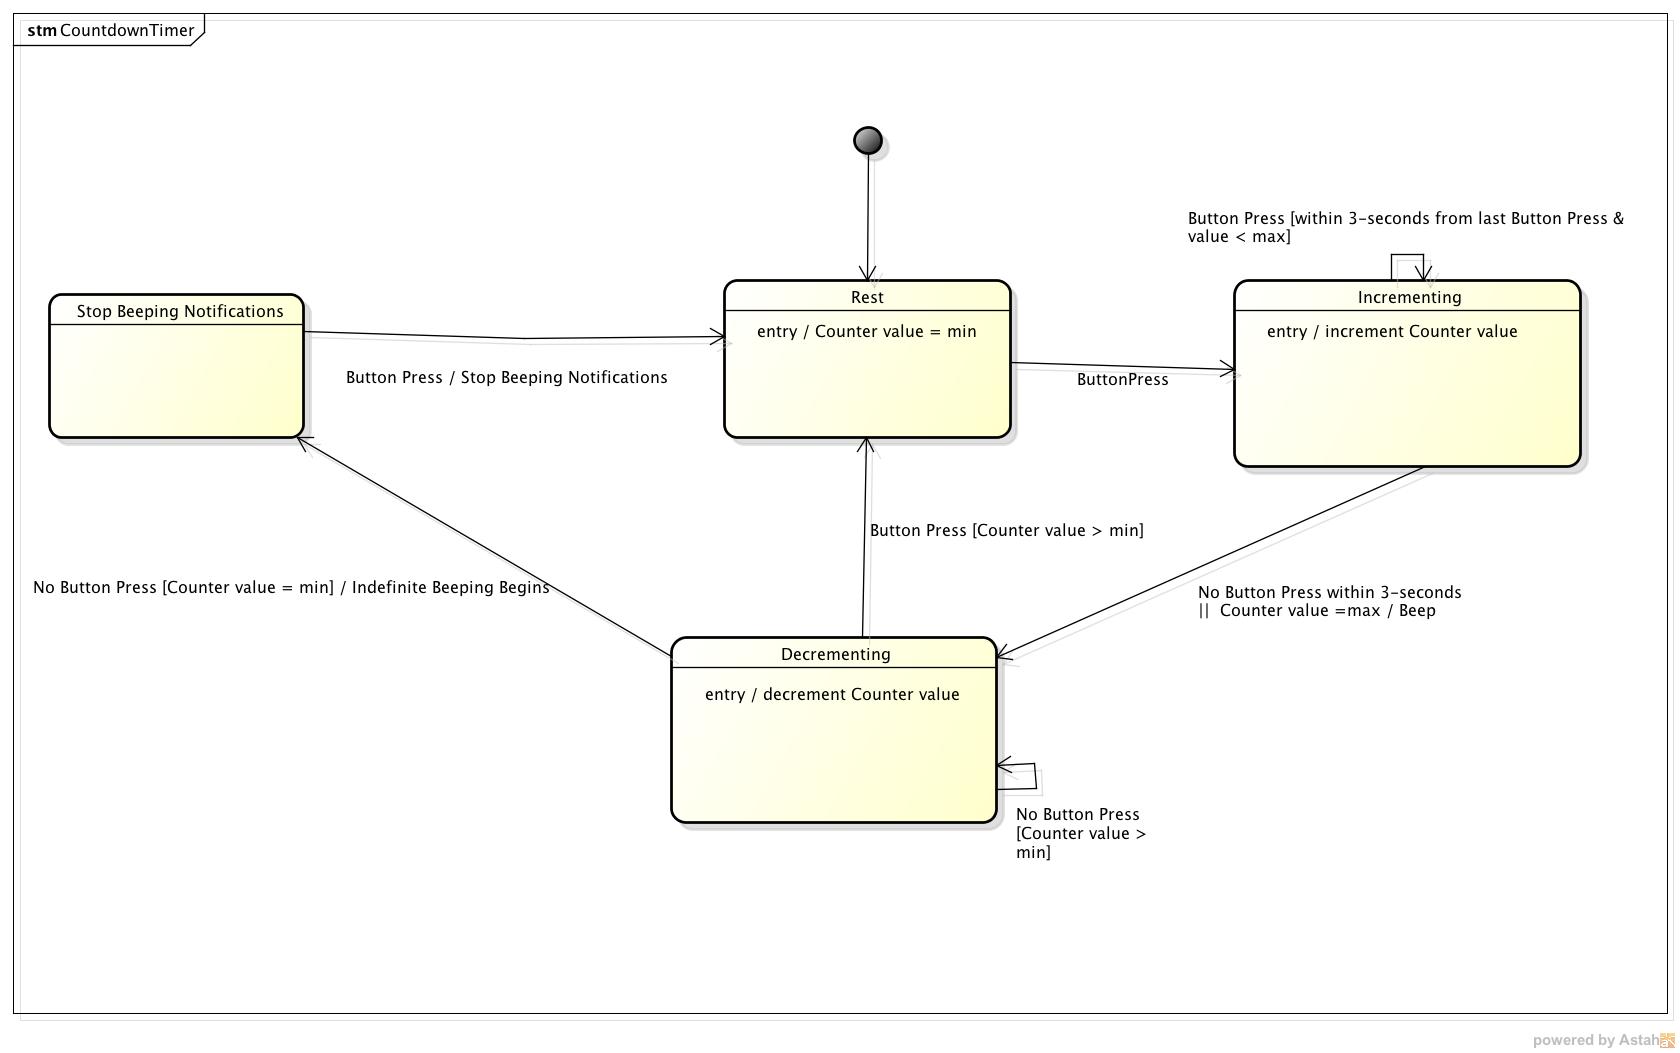 stm CountdownTimer
Button Press [within 3-seconds from last Button Press &
value < max]
Stop Beeping Notifications
Rest
entry / Counter value = min
Incrementing
entry / increment Counter value
Button Press / Stop Beeping Notifications
ButtonPress
Button Press [Counter value > min]
No Button Press [Counter value = min] / Indefinite Beeping Begins
No Button Press within 3-seconds
||  Counter value =max / Beep
Decrementing
entry / decrement Counter value
No Button Press
[Counter value >
min]
powered by Astah